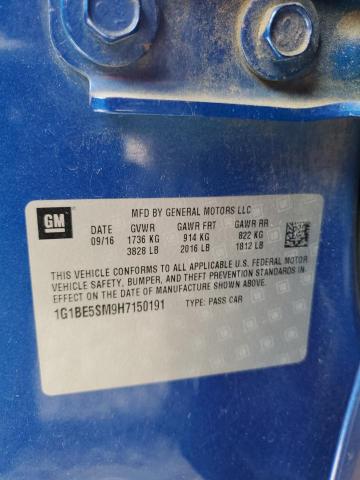 GM
MFD BY GENERAL MOTORS LLC
DATE GVWR GAWR FRT GAWR RR
09/16 1736 KG 914 KG 822 KG
3828 LB 2016 LB 1812 LB
THIS VEHICLE CONFORMS TO ALL APPLICABLE U.S. FEDERAL MOTOR
VEHICLE SAFETY, BUMPER, AND THEFT PREVENTION STANDARDS IN
EFFECT ON THE DATE OF MANUFACTURE SHOWN ABOVE.
1G1BE5SM9H7150191 TYPE: PASS CAR